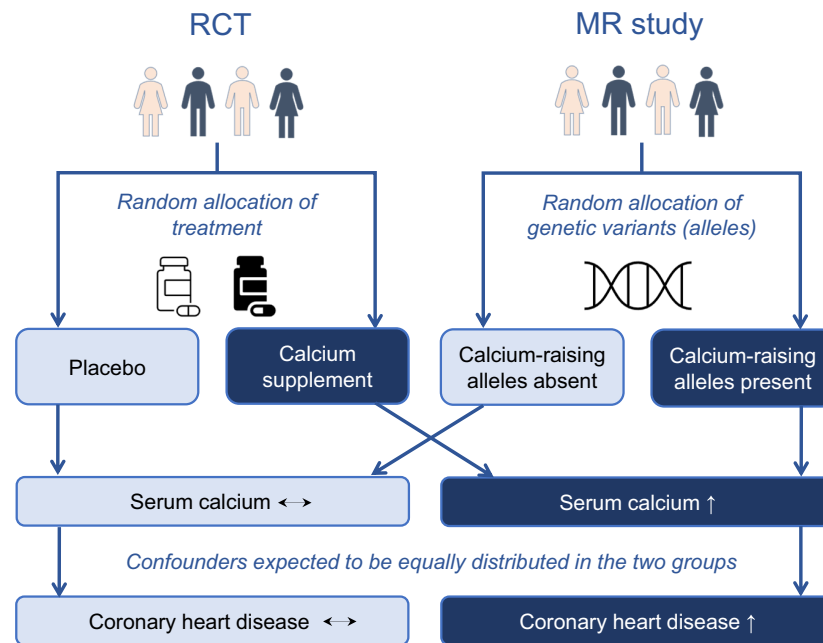 RCT
MR study
Random allocation of
treatment
Random allocation of
genetic variants (alleles)
Placebo
Calcium
supplement
Calcium-raising
alleles absent
Calcium-raising
alleles present
Serum calcium ↔
Serum calcium ↑
Confounders expected to be equally distributed in the two groups
Coronary heart disease ↔
Coronary heart disease ↑